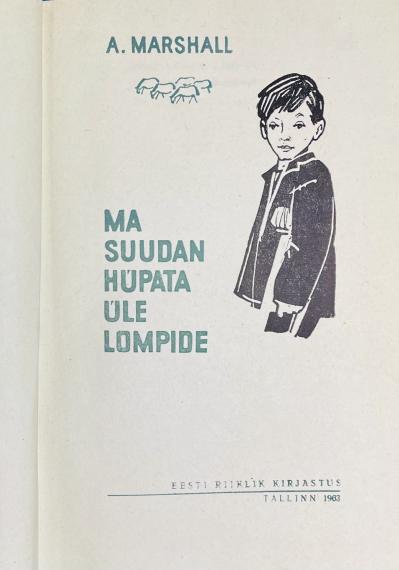 A. MARSHALL
MA
SUUDAN
HÜPATA
ÜLE
LOMPIDE
EESTI RIIKLIK KIRJASTUS
TALLINN 1963